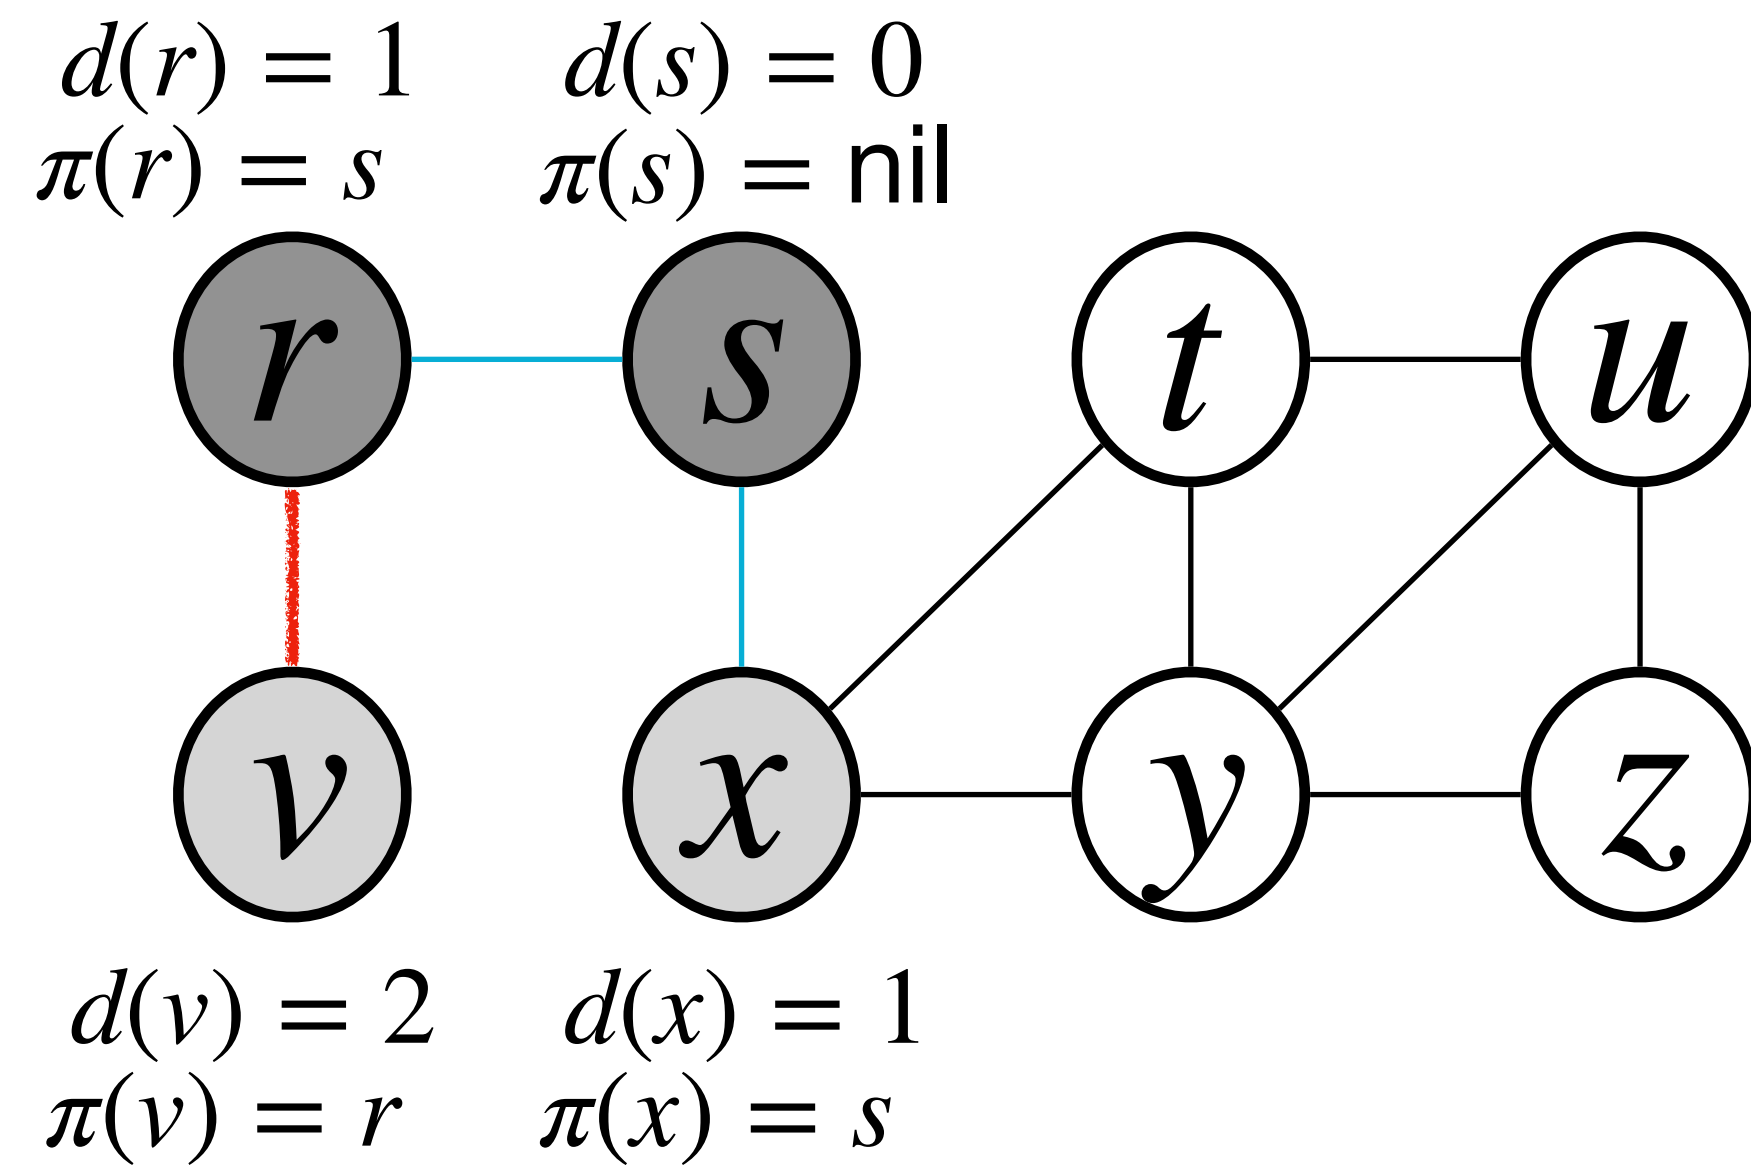 d(r) = 1 d(s) = 0
π(r) = s π(s) = nil
r s t u
v x y z
d(v) = 2 d(x) = 1
π(v) = r π(x) = s